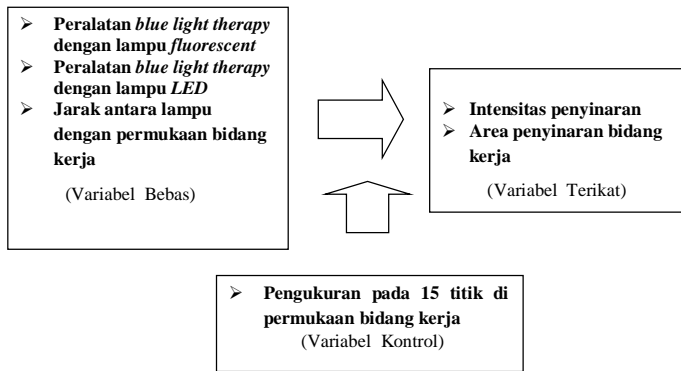 ➢ Peralatan blue light therapy
dengan lampu fluorescent
➢ Peralatan blue light therapy
dengan lampu LED
➢ Jarak antara lampu
dengan permukaan bidang
kerja
(Variabel Bebas)
➢ Intensitas penyinaran
➢ Area penyinaran bidang
kerja
(Variabel Terikat)
➢ Pengukuran pada 15 titik di
permukaan bidang kerja
(Variabel Kontrol)